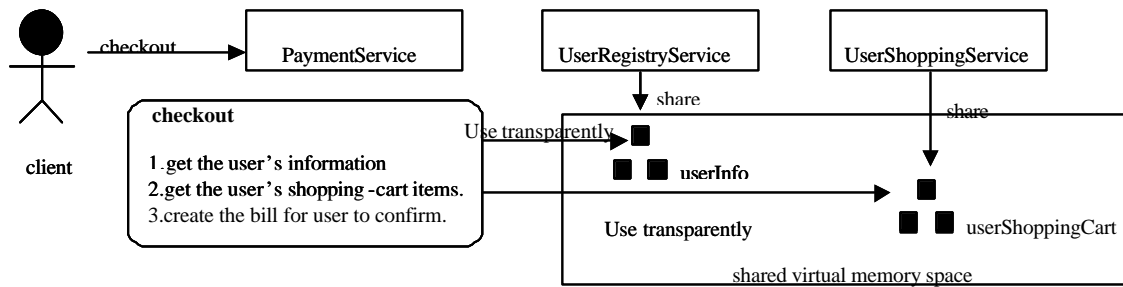 checkout
PaymentService
UserRegistryService
UserShoppingService
share
share
checkout
Use transparently
1.get the user's information
2.get the user's shopping -cart items.
3.create the bill for user to confirm.
client
userInfo
Use transparently
userShoppingCart
shared virtual memory space